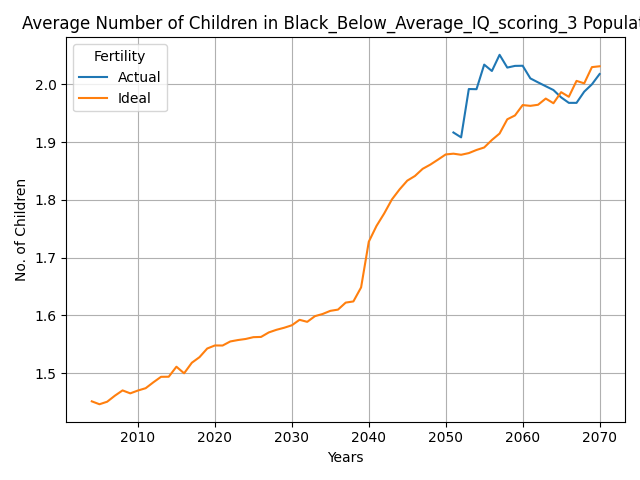 Average Number of Children in Black_Below_Average_IQ_scoring_3 Populat
Fertility
Actual
Ideal
2.0
1.9
1.8
1.7
1.6
1.5
No. of Children
2010 2020 2030 2040 2050 2060 2070
Years